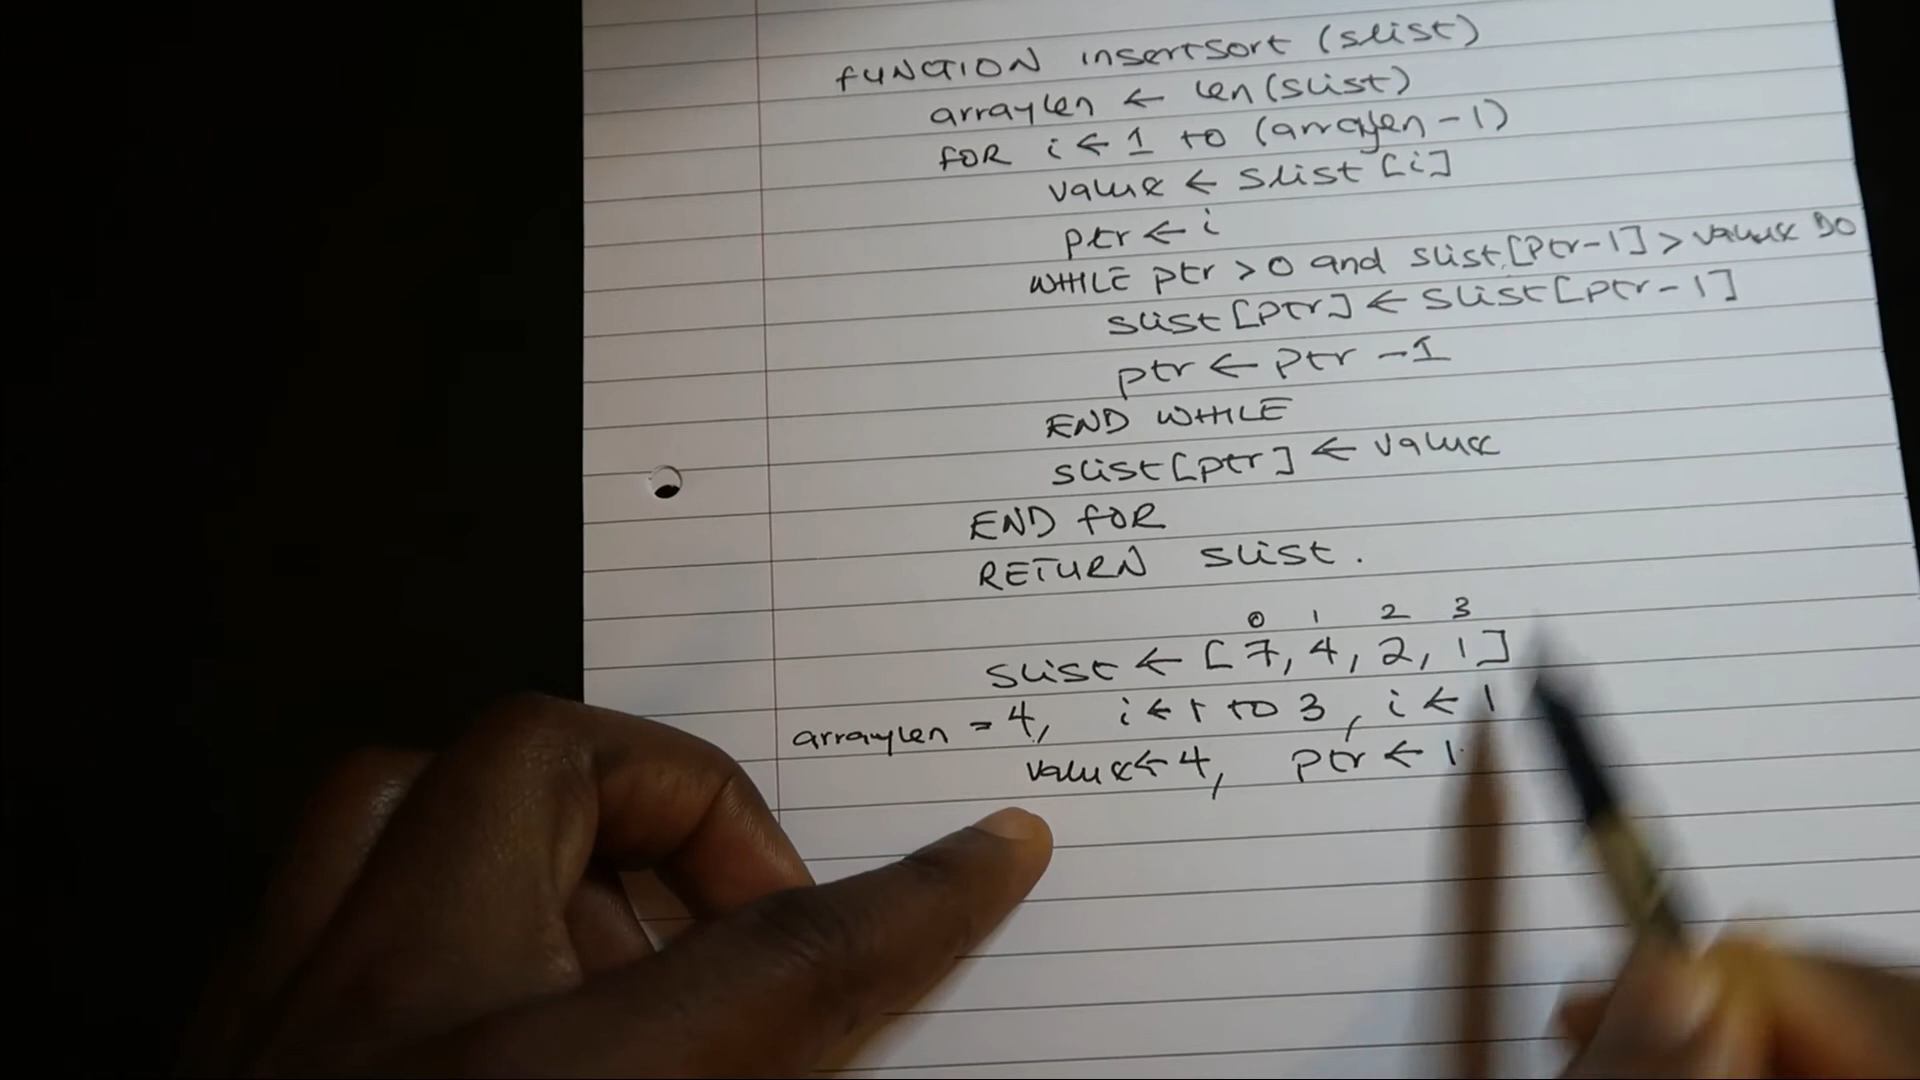 FUNCTION insertsort (slist)
arraylen ← len(slist)
FOR i ← 1 to (arraylen - 1)
value ← slist [i]
ptr ← i
WHILE ptr > 0 and slist[ptr-1] > value DO
slist[ptr] ← slist[ptr-1]
ptr ← ptr -1
END WHILE
slist[ptr] ← value
END FOR
RETURN slist.
0 1 2 3
slist ← [7, 4, 2, 1]
arraylen = 4, i ← 1 to 3, i ← 1
value ← 4, ptr ← 1